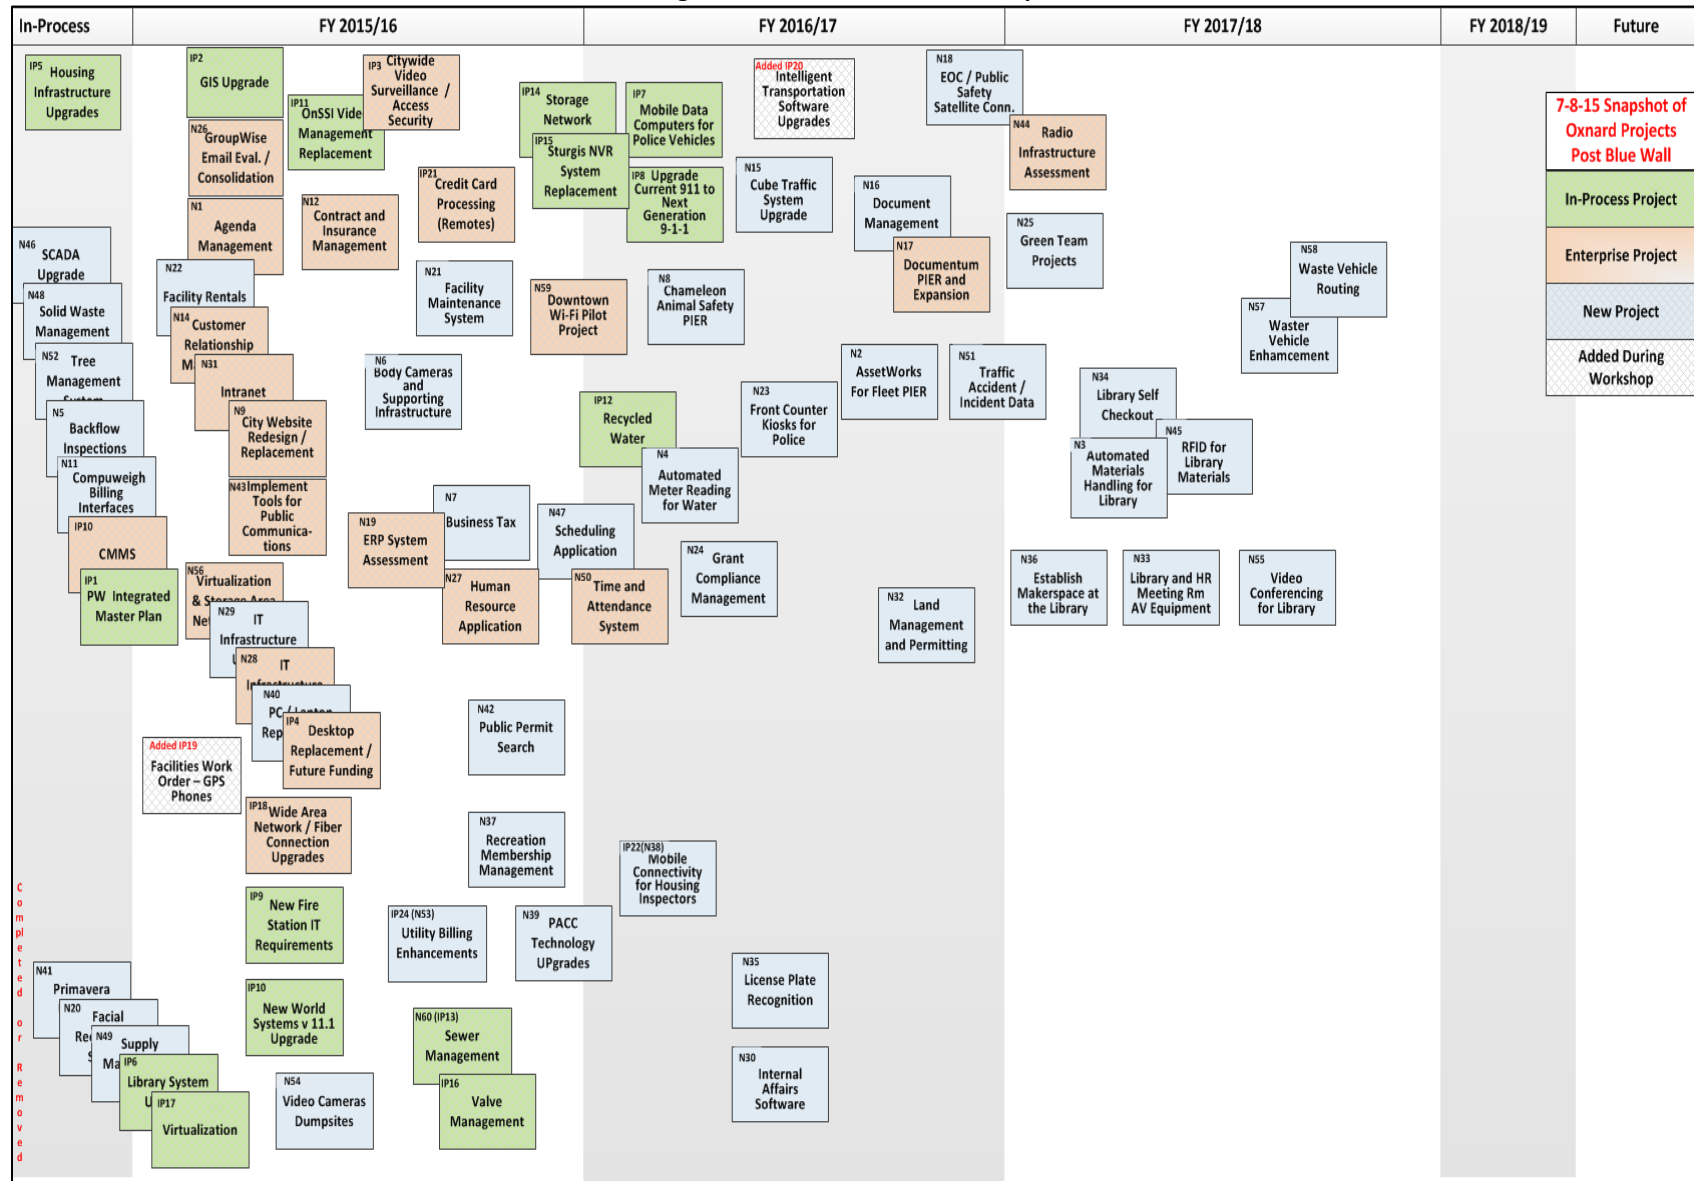 In-Process
FY 2015/16
FY 2016/17
FY 2017/18
FY 2018/19
Future
IP5
Housing
Infrastructure
Upgrades
IP2
GIS Upgrade
IP11
OnSSI Vide
Management
Replacement
IP3
Citywide
Video
Surveillance /
Access
Security
N26
GroupWise
Email Eval. /
Consolidation
N1
Agenda
Management
N12
Contract and
Insurance
Management
IP21
Credit Card
Processing
(Remotes)
IP14
Storage
Network
IP15
Sturgis NVR
System
Replacement
IP7
Mobile Data
Computers for
Police Vehicles
IP8 Upgrade
Current 911 to
Next
Generation
9-1-1
Added IP20
Intelligent
Transportation
Software
Upgrades
N15
Cube Traffic
System
Upgrade
N18
EOC / Public
Safety
Satellite Conn.
N16
Document
Management
N17
Documentum
PIER and
Expansion
N44
Radio
Infrastructure
Assessment
N25
Green Team
Projects
N58
Waste Vehicle
Routing
N57
Waster
Vehicle
Enhamcement
7-8-15 Snapshot of
Oxnard Projects
Post Blue Wall
In-Process Project
Enterprise Project
New Project
Added During
Workshop
N46
SCADA
Upgrade
N48
Solid Waste
Management
N52
Tree
Management
System
N5
Backflow
Inspections
N11
Compuweigh
Billing
Interfaces
IP10
CMMS
IP1
PW Integrated
Master Plan
N22
Facility Rentals
N14
Customer
Relationship
M
N31
Intranet
N9
City Website
Redesign /
Replacement
N43 Implement
Tools for
Public
Communica-
tions
N21
Facility
Maintenance
System
N6
Body Cameras
and
Supporting
Infrastructure
N59
Downtown
Wi-Fi Pilot
Project
N8
Chameleon
Animal Safety
PIER
N2
AssetWorks
For Fleet PIER
N51
Traffic
Accident /
Incident Data
N23
Front Counter
Kiosks for
Police
IP12
Recycled
Water
N4
Automated
Meter Reading
for Water
N34
Library Self
Checkout
N45
RFID for
Library
Materials
N3
Automated
Materials
Handling for
Library
N7
Business Tax
N19
ERP System
Assessment
N27
Human
Resource
Application
N47
Scheduling
Application
N50
Time and
Attendance
System
N24
Grant
Compliance
Management
N32
Land
Management
and Permitting
N36
Establish
Makerspace at
the Library
N33
Library and HR
Meeting Rm
AV Equipment
N55
Video
Conferencing
for Library
N56
Virtualization
& Storage Area
Net
N29
IT
Infrastructure
N28
IT
Infrastructure
N40
PC / Laptop
Rep
IP4
Desktop
Replacement /
Future Funding
Added IP19
Facilities Work
Order – GPS
Phones
IP18
Wide Area
Network / Fiber
Connection
Upgrades
N42
Public Permit
Search
N37
Recreation
Membership
Management
IP22(N38)
Mobile
Connectivity
for Housing
Inspectors
IP9
New Fire
Station IT
Requirements
IP24 (N53)
Utility Billing
Enhancements
N39
PACC
Technology
UPgrades
N35
License Plate
Recognition
IP10
New World
Systems v 11.1
Upgrade
N60 (IP13)
Sewer
Management
IP16
Valve
Management
N30
Internal
Affairs
Software
N54
Video Cameras
Dumpsites
Completed or Removed
N41
Primavera
N20
Facial
Re
S
N49
Supply
Ma
IP6
Library System
U
IP17
Virtualization